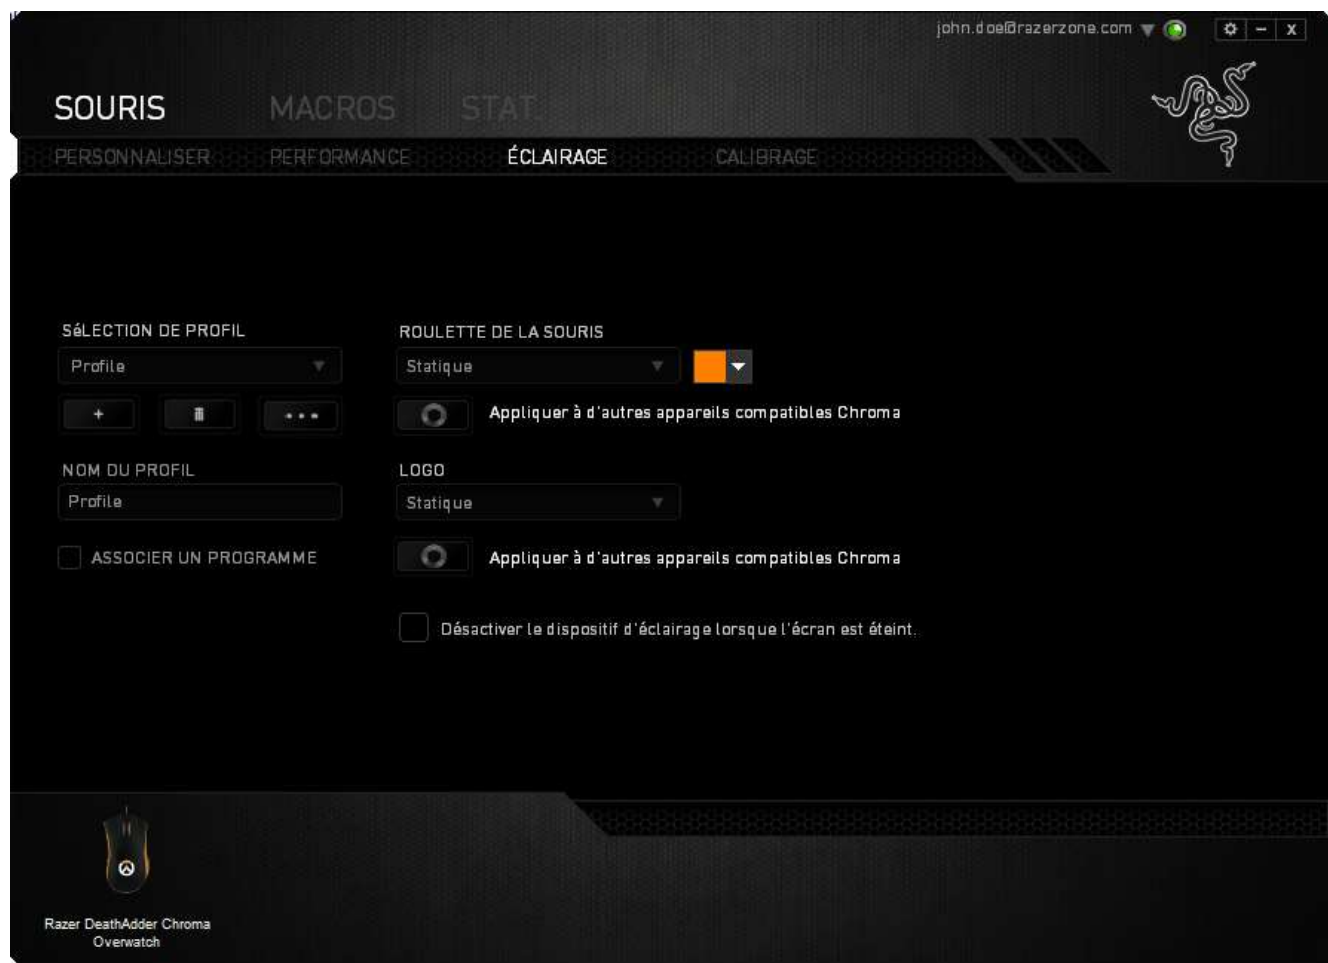 john.doe@razerzone.com
SOURIS MACROS STAT.
PERSONNALISER PERFORMANCE ÉCLAIRAGE CALIBRAGE
SéLECTION DE PROFIL
Profile
NOM DU PROFIL
Profile
ASSOCIER UN PROGRAMME
ROULETTE DE LA SOURIS
Statique
Appliquer à d'autres appareils compatibles Chroma
LOGO
Statique
Appliquer à d'autres appareils compatibles Chroma
Désactiver le dispositif d'éclairage lorsque l'écran est éteint.
Razer DeathAdder Chroma
Overwatch